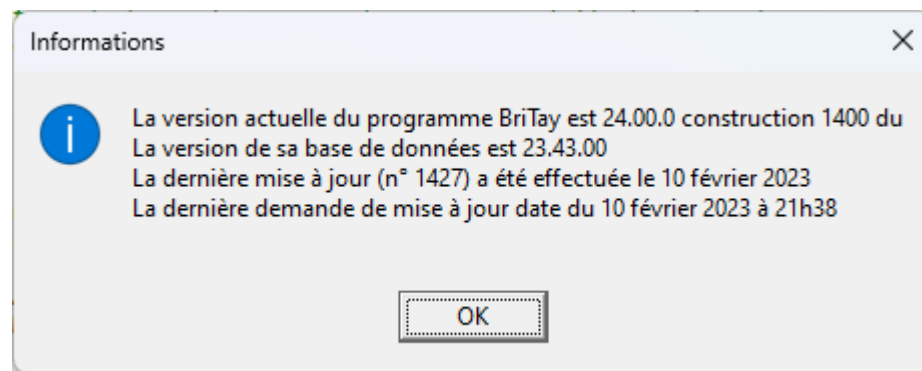 Informations
La version actuelle du programme BriTay est 24.00.0 construction 1400 du
La version de sa base de données est 23.43.00
La dernière mise à jour (n° 1427) a été effectuée le 10 février 2023
La dernière demande de mise à jour date du 10 février 2023 à 21h38
OK